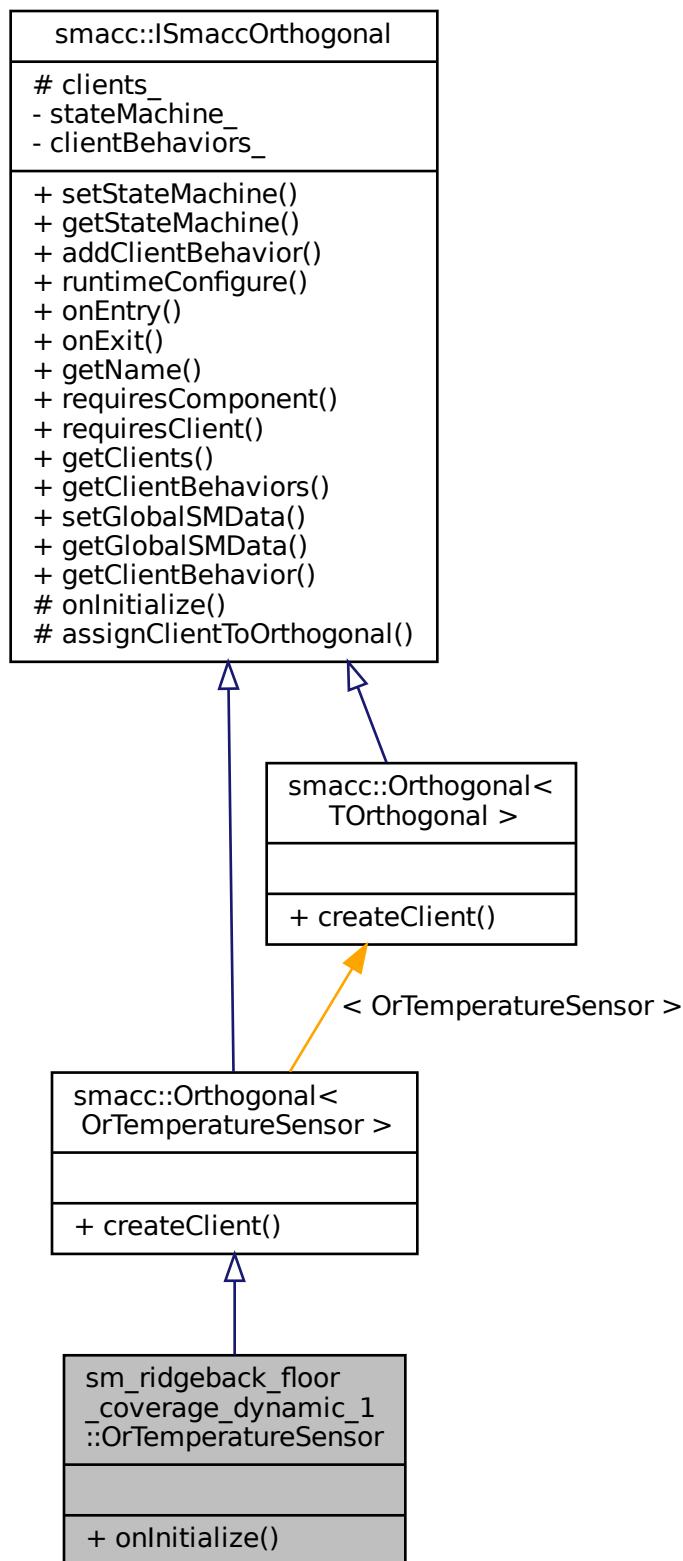 smacc::ISmaccOrthogonal
# clients_
- stateMachine_
- clientBehaviors_
+ setStateMachine()
+ getStateMachine()
+ addClientBehavior()
+ runtimeConfigure()
+ onEntry()
+ onExit()
+ getName()
+ requiresComponent()
+ requiresClient()
+ getClients()
+ getClientBehaviors()
+ setGlobalSMData()
+ getGlobalSMData()
+ getClientBehavior()
# onInitialize()
# assignClientToOrthogonal()
smacc::Orthogonal<
TOrthogonal >
+ createClient()
< OrTemperatureSensor >
smacc::Orthogonal<
OrTemperatureSensor >
+ createClient()
sm_ridgeback_floor
_coverage_dynamic_1
::OrTemperatureSensor
+ onInitialize()